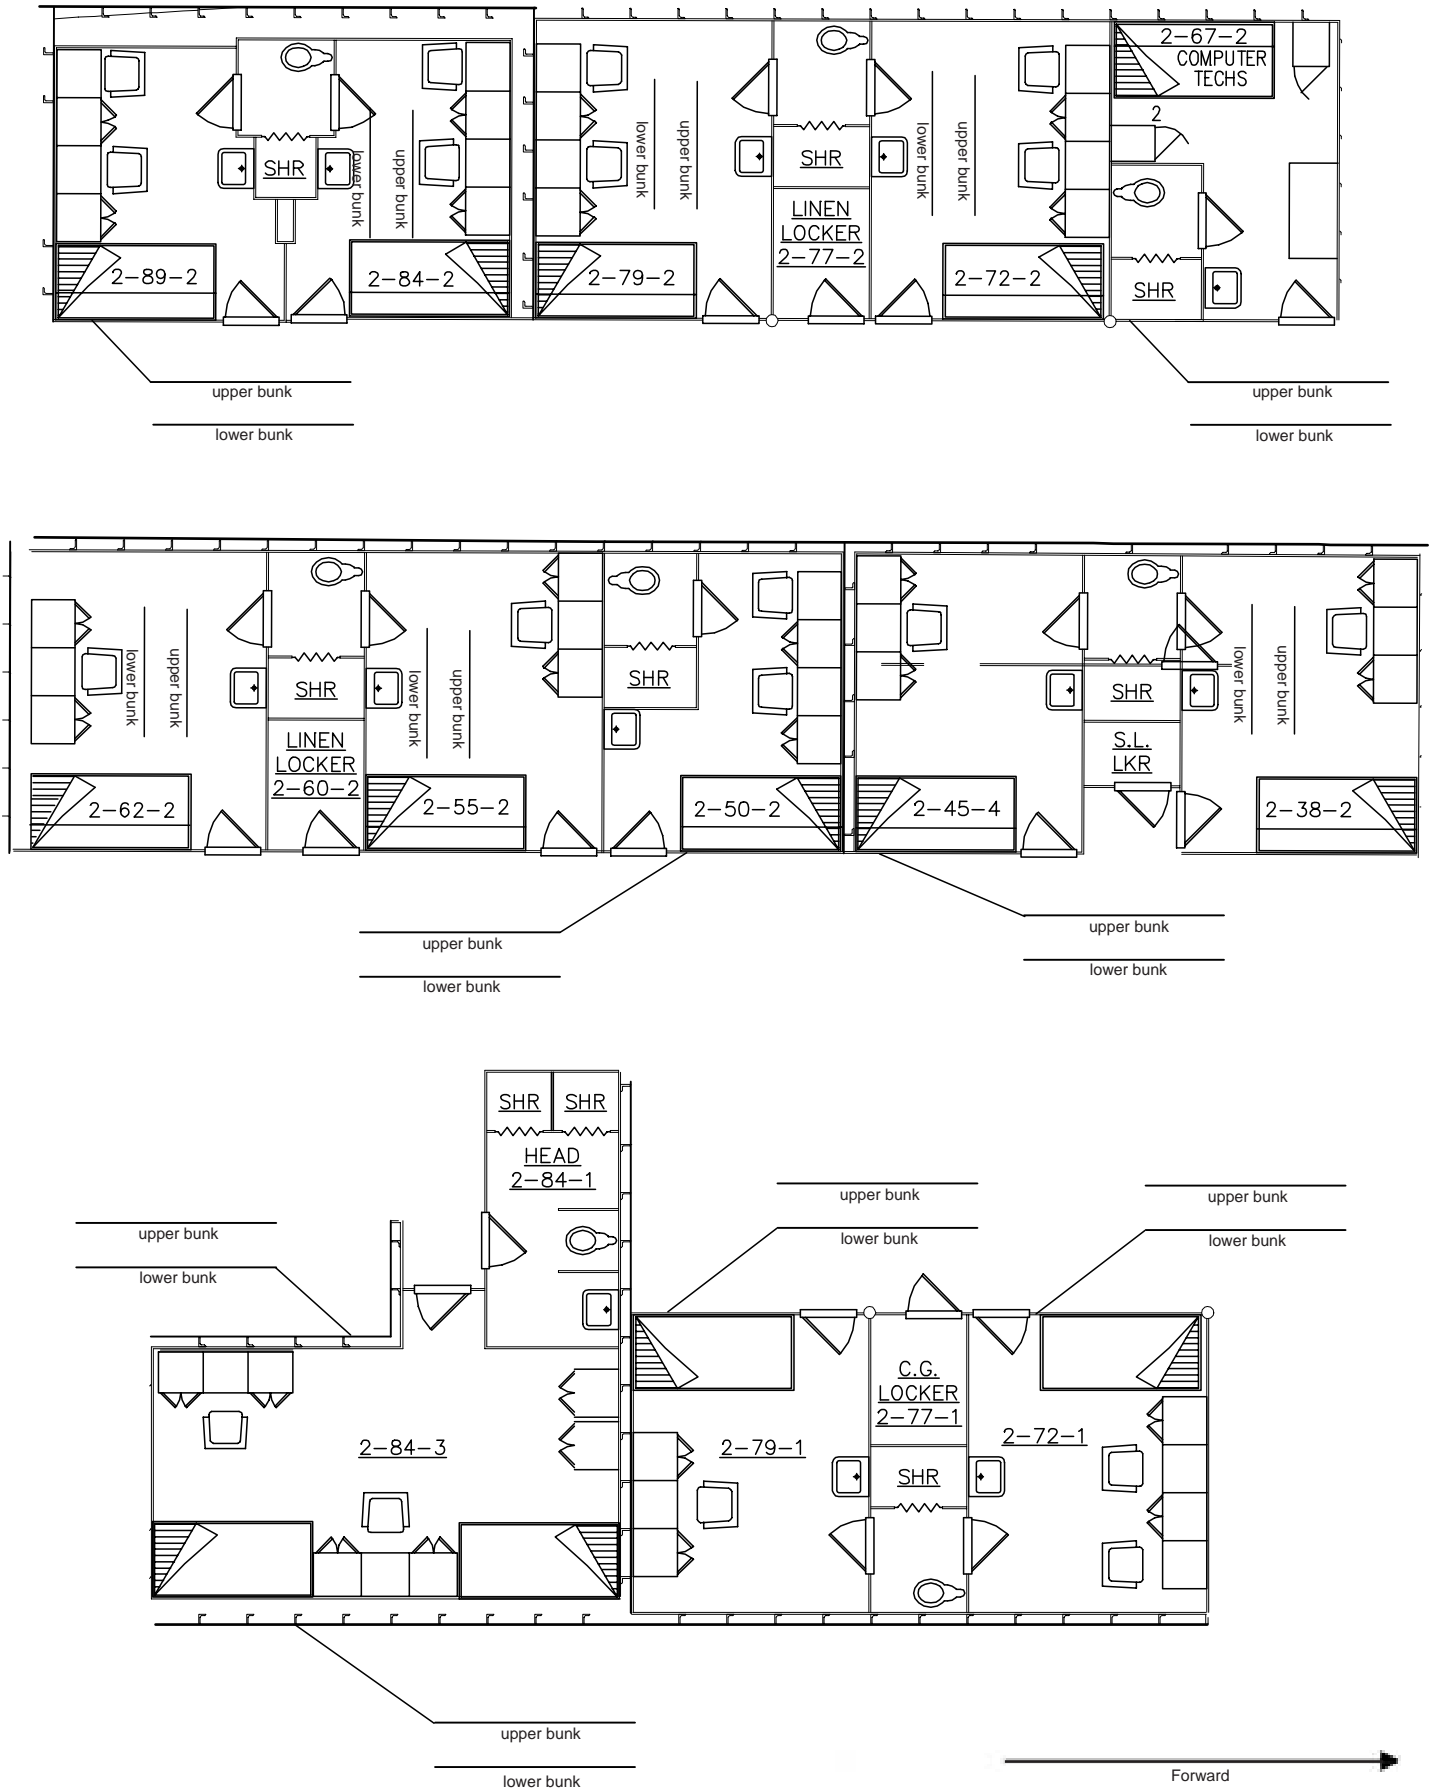 2-67-2
COMPUTER
TECHS
2
SHR
lower bunk
upper bunk
lower bunk
upper bunk
SHR
lower bunk
upper bunk
LINEN
LOCKER
2-77-2
2-89-2
2-84-2
2-79-2
2-72-2
SHR
upper bunk
lower bunk
upper bunk
lower bunk
lower bunk
upper bunk
SHR
lower bunk
upper bunk
SHR
SHR
lower bunk
upper bunk
LINEN
LOCKER
2-60-2
S.L.
LKR
2-62-2
2-55-2
2-50-2
2-45-4
2-38-2
upper bunk
lower bunk
upper bunk
lower bunk
SHR
SHR
HEAD
2-84-1
upper bunk
lower bunk
upper bunk
lower bunk
upper bunk
lower bunk
C.G.
LOCKER
2-77-1
2-84-3
2-79-1
2-72-1
SHR
upper bunk
lower bunk
Forward